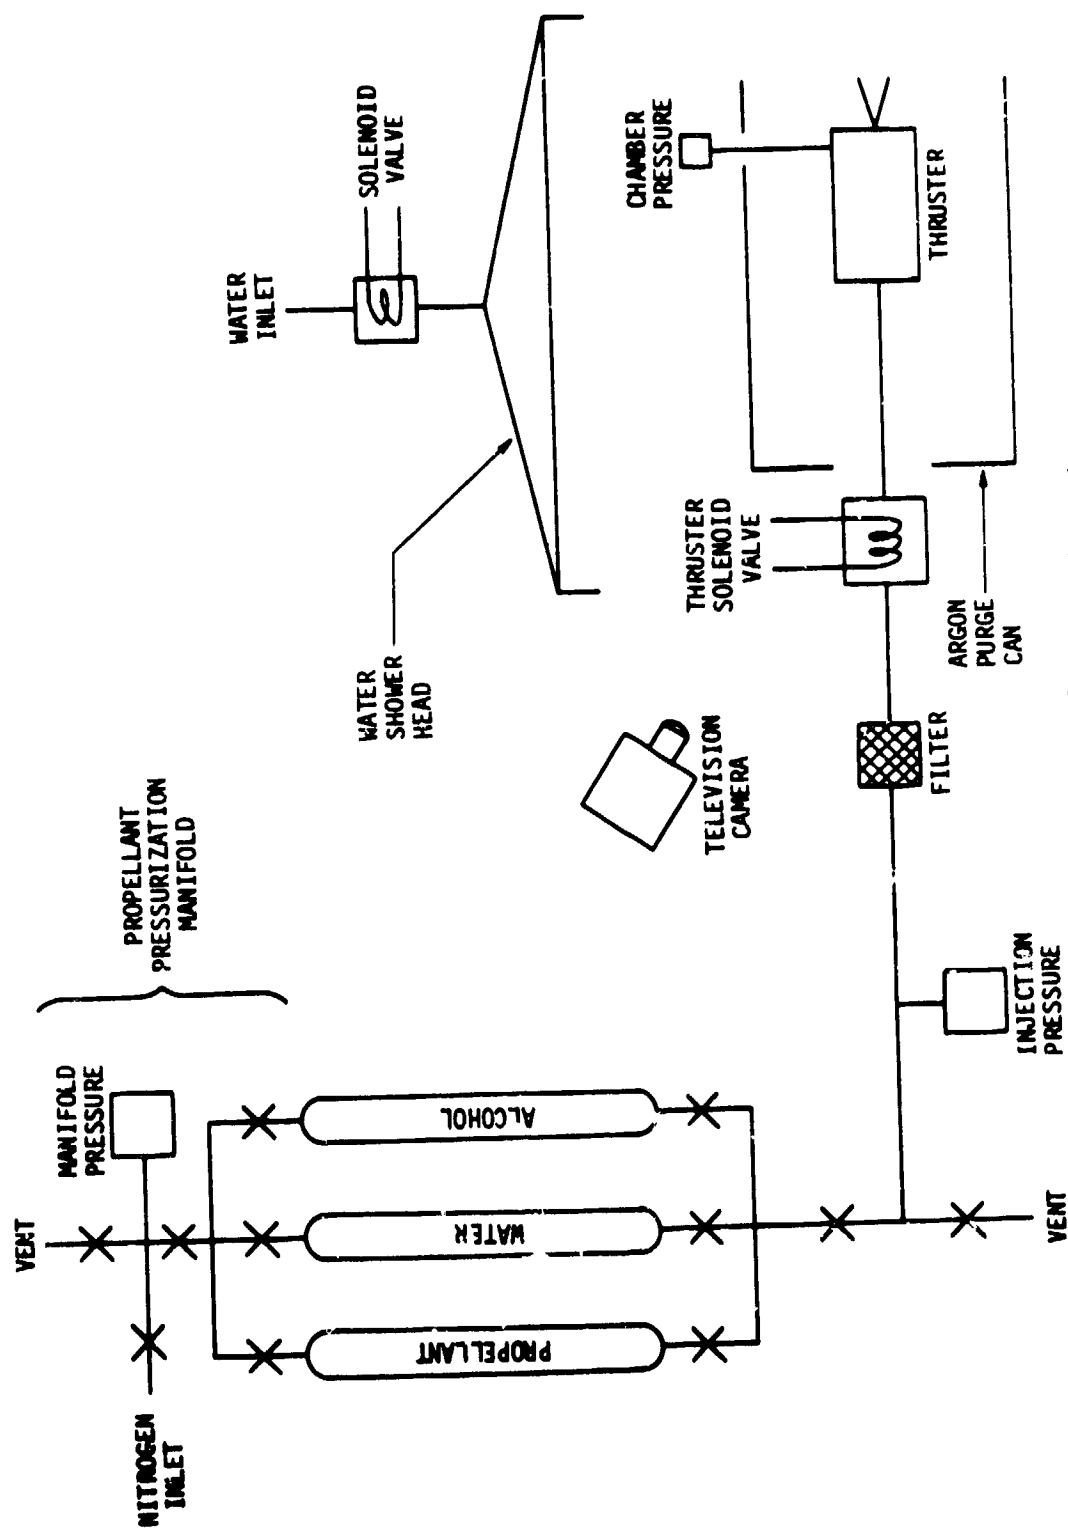 VENT
NITROGEN
INLET
MANIFOLD
PRESSURE
PROPELLANT
PRESSURIZATION
MANIFOLD
PROPELLANT
WATER
ALCOHOL
VENT
INJECTION
PRESSURE
FILTER
TELEVISION
CAMERA
WATER
SHOWER
HEAD
WATER
INLET
SOLENOID
VALVE
THRUSTER
SOLENOID
VALVE
ARGON
PURGE
CAN
CHAMBER
PRESSURE
THRUSTER